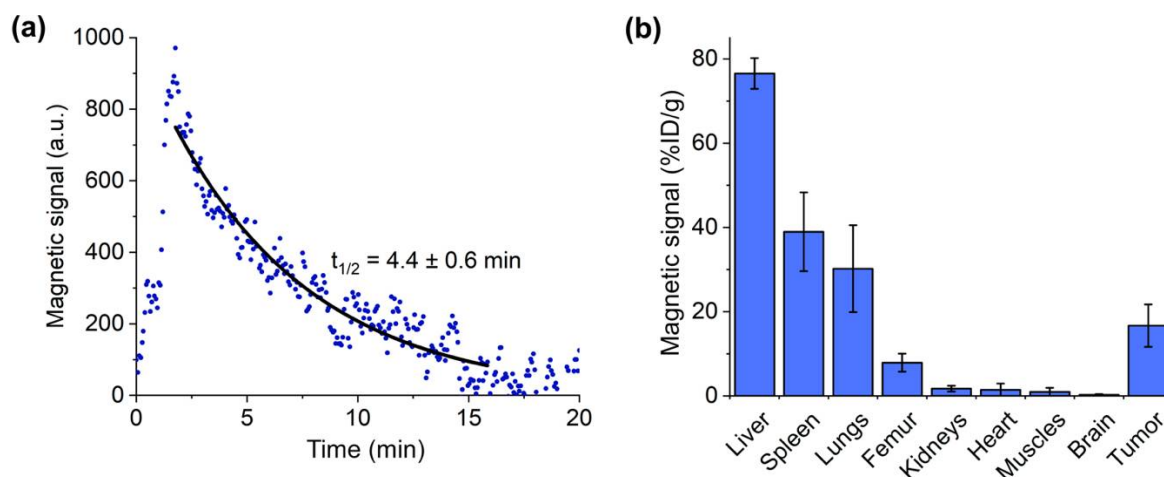 (a)
1000
800
600
400
200
0
Magnetic signal (a.u.)
t1/2 = 4.4 ± 0.6 min
0 5 10 15 20
Time (min)
(b)
80
60
40
20
0
Magnetic signal (%ID/g)
Liver Spleen Lungs Femur Kidneys Heart Muscles Brain Tumor